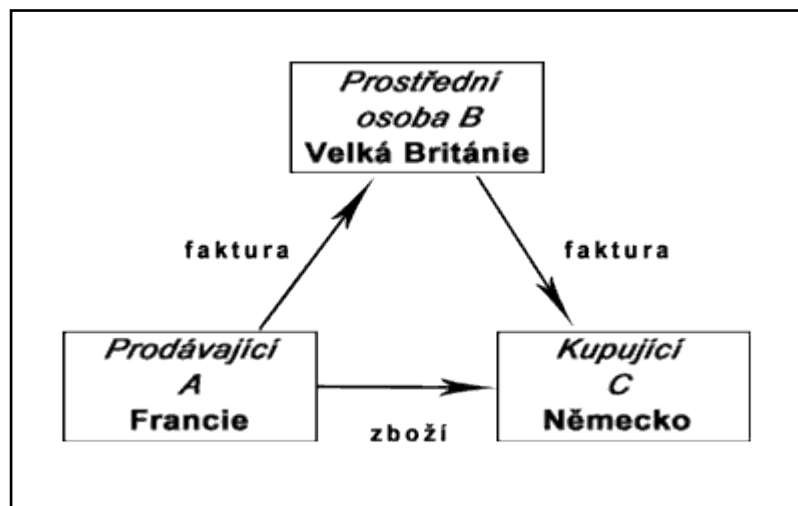 Prostřední
osoba B
Velká Británie
faktura
faktura
Prodávající
A
Francie
zboží
Kupující
C
Německo